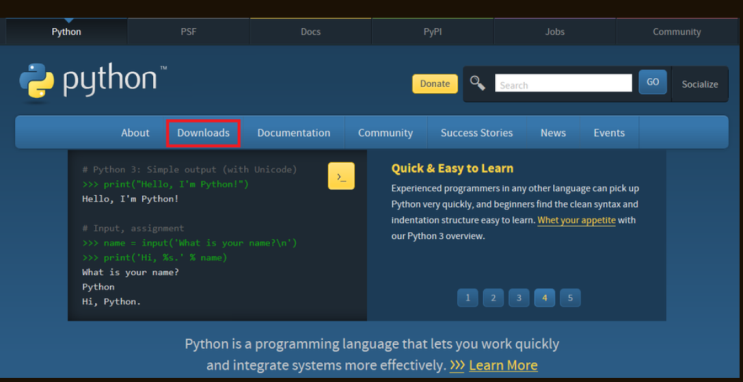 Python PSF Docs PyPI Jobs Community
python™
Donate Search GO Socialize
About Downloads Documentation Community Success Stories News Events
# Python 3: Simple output (with Unicode)
>>> print("Hello, I'm Python!")
Hello, I'm Python!
# Input, assignment
>>> name = input('What is your name?\n')
>>> print('Hi, %s.' % name)
What is your name?
Python
Hi, Python.
>_
Quick & Easy to Learn
Experienced programmers in any other language can pick up
Python very quickly, and beginners find the clean syntax and
indentation structure easy to learn. Whet your appetite with
our Python 3 overview.
1 2 3 4 5
Python is a programming language that lets you work quickly
and integrate systems more effectively. >>> Learn More